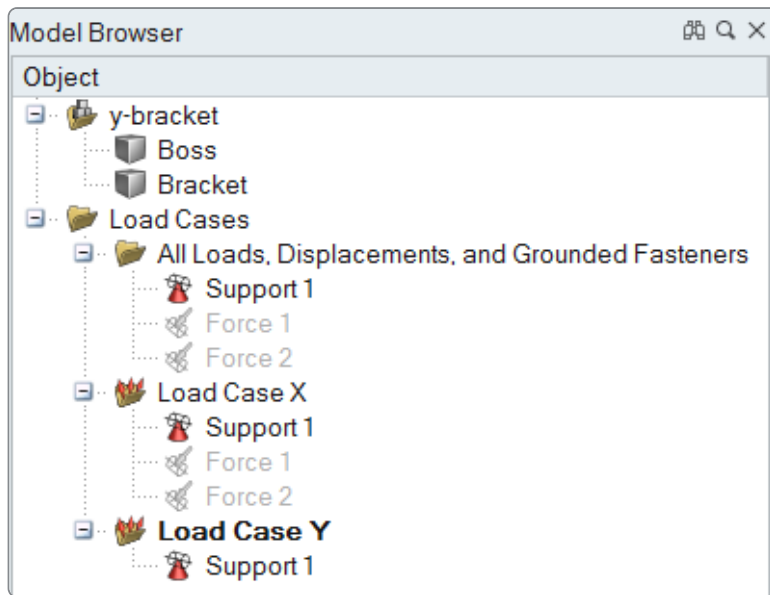 Model Browser
Object
y-bracket
Boss
Bracket
Load Cases
All Loads, Displacements, and Grounded Fasteners
Support 1
Force 1
Force 2
Load Case X
Support 1
Force 1
Force 2
Load Case Y
Support 1